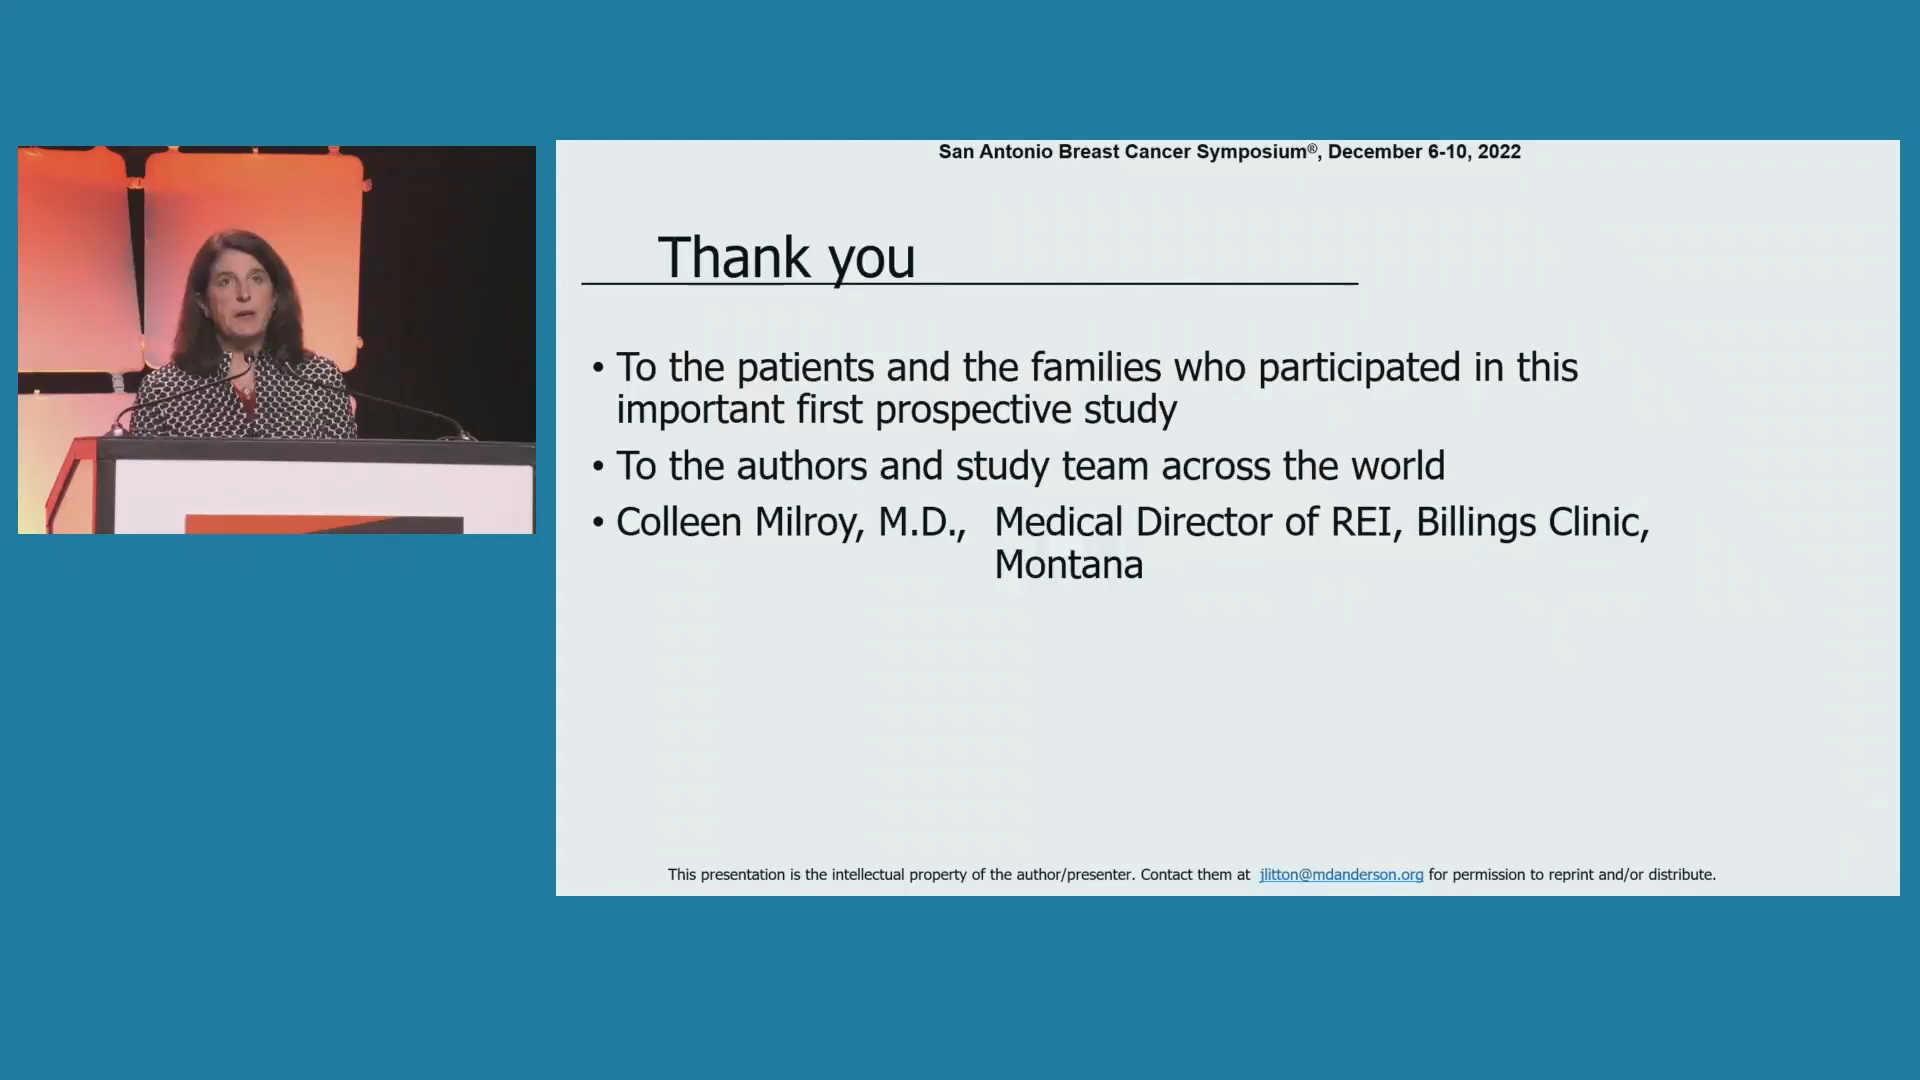 San Antonio Breast Cancer Symposium®, December 6-10, 2022
Thank you
• To the patients and the families who participated in this
important first prospective study
• To the authors and study team across the world
• Colleen Milroy, M.D., Medical Director of REI, Billings Clinic,
Montana
This presentation is the intellectual property of the author/presenter. Contact them at jlitton@mdanderson.org for permission to reprint and/or distribute.